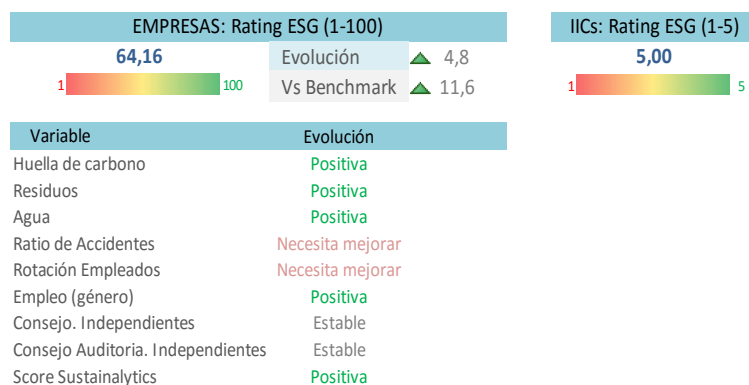 EMPRESAS: Rating ESG (1-100)
64,16
Evolución 4,8
1 100
Vs Benchmark 11,6
IICs: Rating ESG (1-5)
5,00
1 5
Variable Evolución
Huella de carbono Positiva
Residuos Positiva
Agua Positiva
Ratio de Accidentes Necesita mejorar
Rotación Empleados Necesita mejorar
Empleo (género) Positiva
Consejo. Independientes Estable
Consejo Auditoria. Independientes Estable
Score Sustainalytics Positiva